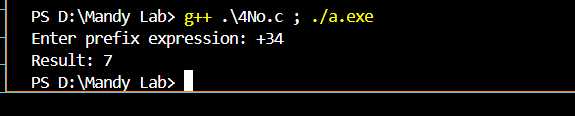 PS D:\Mandy Lab> g++ .\4No.c ; ./a.exe
Enter prefix expression: +34
Result: 7
PS D:\Mandy Lab>